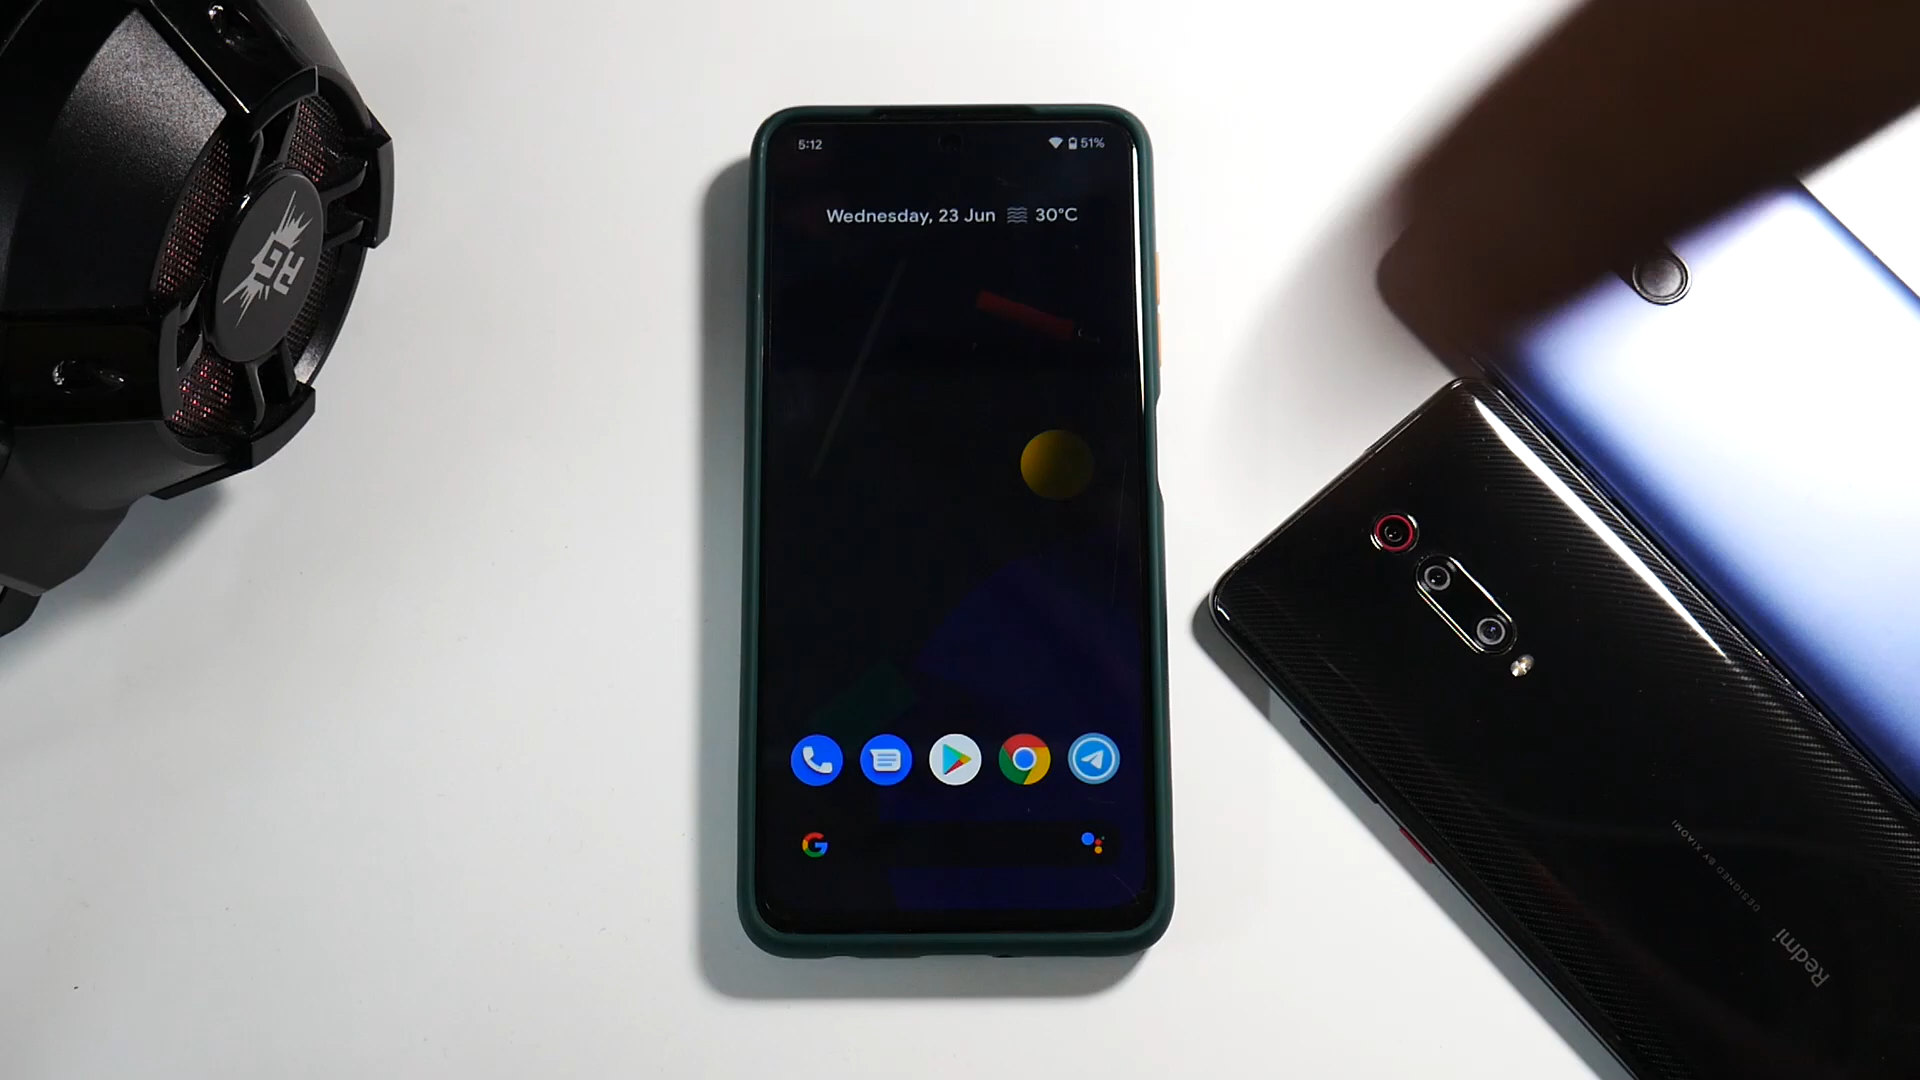 5:12
51%
Wednesday, 23 Jun 30°C
G
DESIGNED BY XIAOMI
Redmi